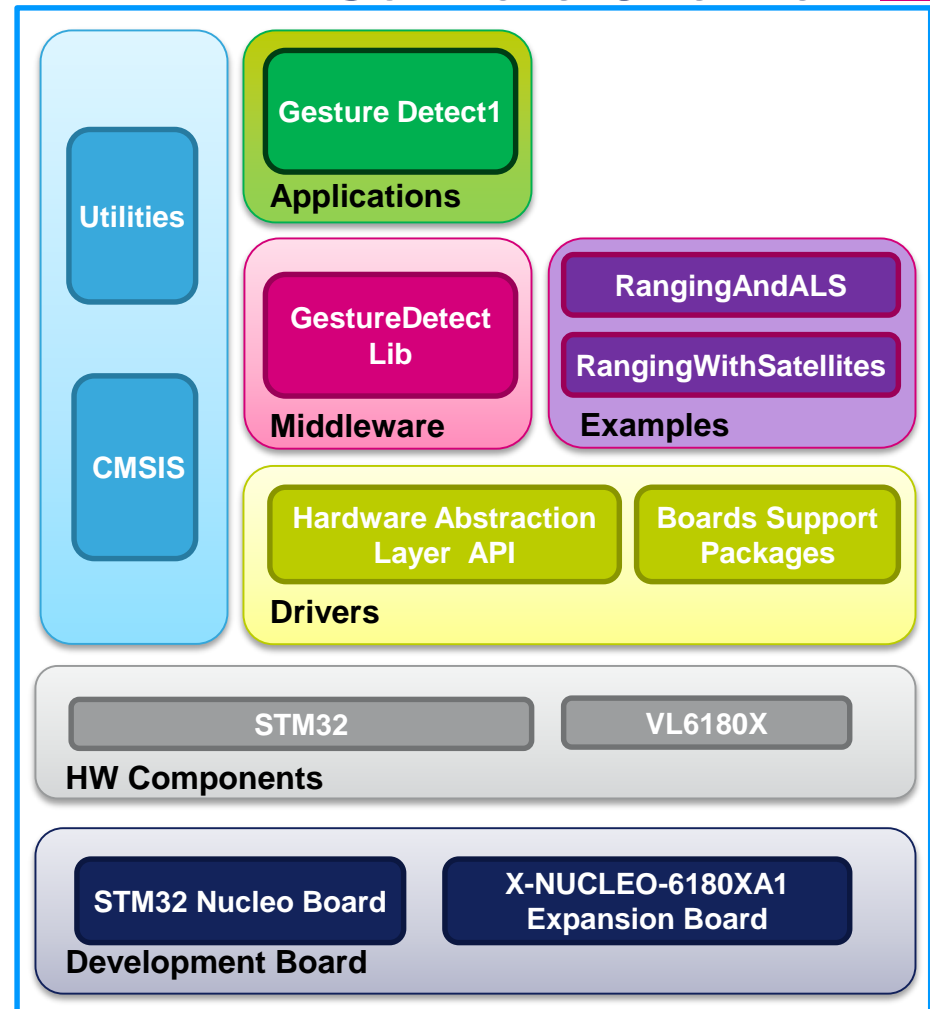 Utilities
CMSIS
Gesture Detect1
Applications
GestureDetect
Lib
Middleware
RangingAndALS
RangingWithSatellites
Examples
Hardware Abstraction
Layer API
Boards Support
Packages
Drivers
STM32
VL6180X
HW Components
STM32 Nucleo Board
X-NUCLEO-6180XA1
Expansion Board
Development Board